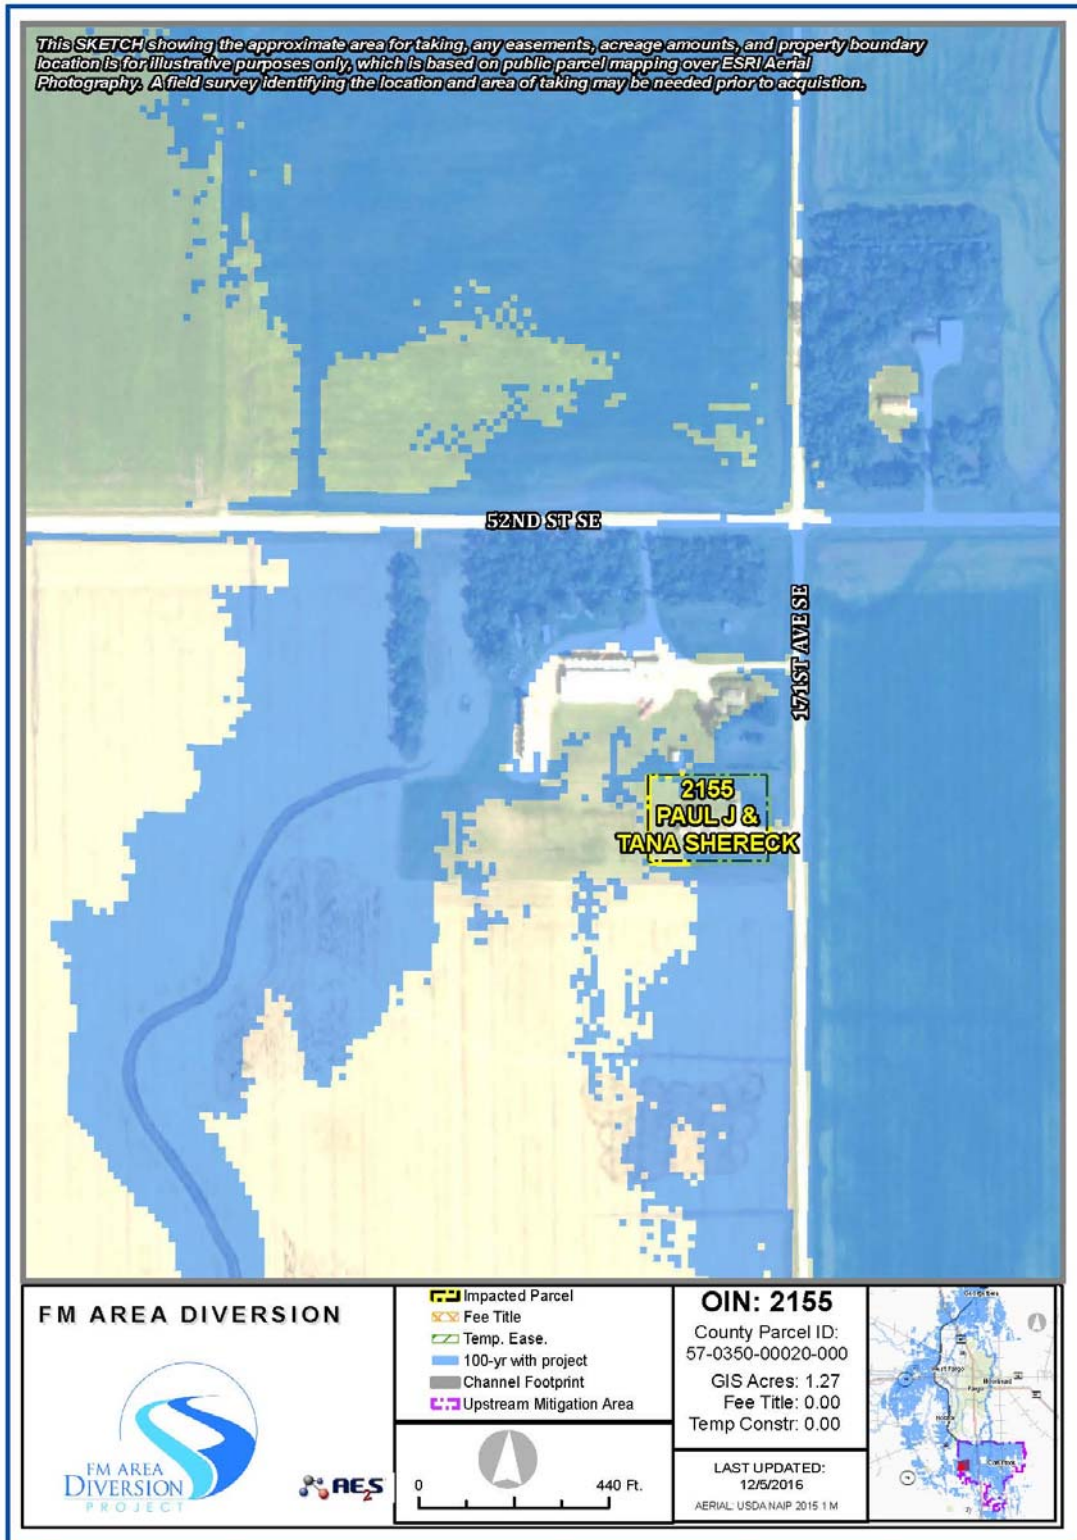 This SKETCH showing the approximate area for taking, any easements, acreage amounts, and property boundary
location is for illustrative purposes only, which is based on public parcel mapping over ESRI Aerial
Photography. A field survey identifying the location and area of taking may be needed prior to acquistion.
52ND ST SE
171ST AVE SE
2155
PAUL J &
TANA SHERECK
FM AREA DIVERSION
FM AREA
DIVERSION
PROJECT
AE2S
Impacted Parcel
Fee Title
Temp. Ease.
100-yr with project
Channel Footprint
Upstream Mitigation Area
0 440 Ft.
OIN: 2155
County Parcel ID:
57-0350-00020-000
GIS Acres: 1.27
Fee Title: 0.00
Temp Constr: 0.00
LAST UPDATED:
12/5/2016
AERIAL: USDA NAIP 2015 1 M
Fargo